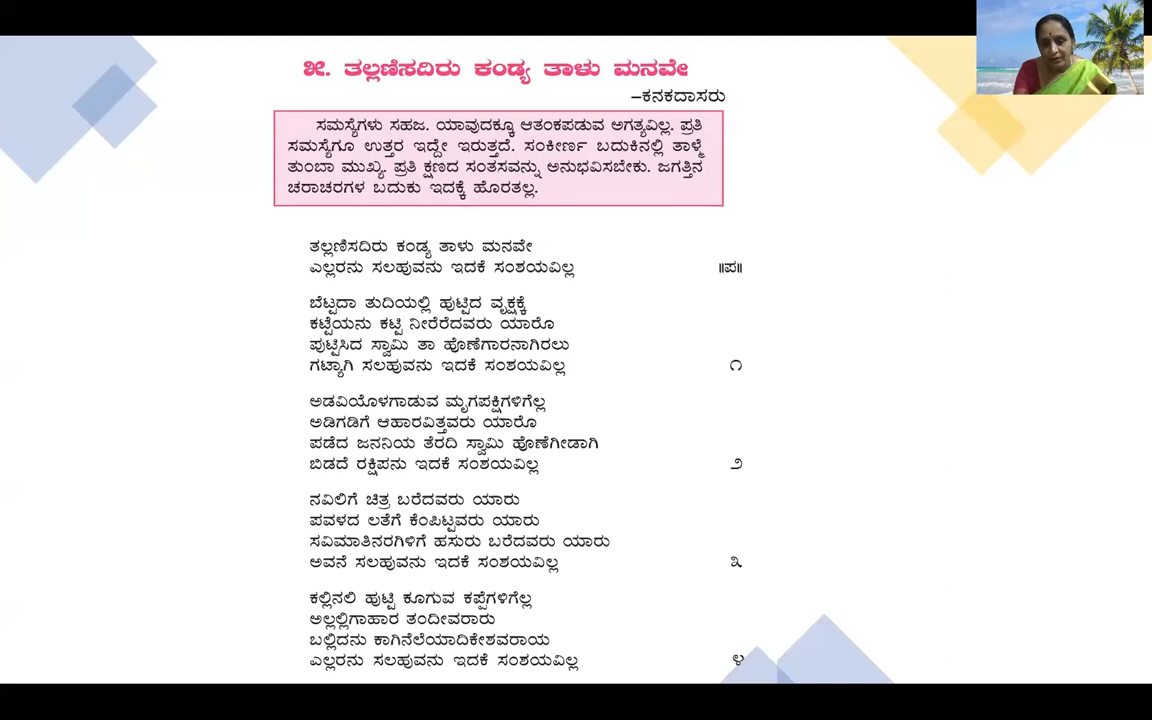 ೫. ತಲ್ಲಣಿಸದಿರು ಕಂಡ್ಯ ತಾಳು ಮನವೇ
–ಕನಕದಾಸರು
ಸಮಸ್ಯೆಗಳು ಸಹಜ. ಯಾವುದಕ್ಕೂ ಆತಂಕಪಡುವ ಅಗತ್ಯವಿಲ್ಲ. ಪ್ರತಿ
ಸಮಸ್ಯೆಗೂ ಉತ್ತರ ಇದ್ದೇ ಇರುತ್ತದೆ. ಸಂಕೀರ್ಣ ಬದುಕಿನಲ್ಲಿ ತಾಳ್ಮೆ
ತುಂಬಾ ಮುಖ್ಯ. ಪ್ರತಿ ಕ್ಷಣದ ಸಂತಸವನ್ನು ಅನುಭವಿಸಬೇಕು. ಜಗತ್ತಿನ
ಚರಾಚರಗಳ ಬದುಕು ಇದಕ್ಕೆ ಹೊರತಲ್ಲ.
ತಲ್ಲಣಿಸದಿರು ಕಂಡ್ಯ ತಾಳು ಮನವೇ
ಎಲ್ಲರನು ಸಲಹುವನು ಇದಕೆ ಸಂಶಯವಿಲ್ಲ ॥ಪ॥
ಬೆಟ್ಟದಾ ತುದಿಯಲ್ಲಿ ಹುಟ್ಟಿದ ವೃಕ್ಷಕ್ಕೆ
ಕಟ್ಟೆಯನು ಕಟ್ಟಿ ನೀರೆರೆದವರು ಯಾರೊ
ಪುಟ್ಟಿಸಿದ ಸ್ವಾಮಿ ತಾ ಹೊಣೆಗಾರನಾಗಿರಲು
ಗಟ್ಯಾಗಿ ಸಲಹುವನು ಇದಕೆ ಸಂಶಯವಿಲ್ಲ ೧
ಅಡವಿಯೊಳಗಾಡುವ ಮೃಗಪಕ್ಷಿಗಳಿಗೆಲ್ಲ
ಅಡಿಗಡಿಗೆ ಆಹಾರವಿತ್ತವರು ಯಾರೊ
ಪಡೆದ ಜನನಿಯ ತೆರದಿ ಸ್ವಾಮಿ ಹೊಣೆಗೀಡಾಗಿ
ಬಿಡದೆ ರಕ್ಷಿಪನು ಇದಕೆ ಸಂಶಯವಿಲ್ಲ ೨
ನವಿಲಿಗೆ ಚಿತ್ರ ಬರೆದವರು ಯಾರು
ಪವಳದ ಲತೆಗೆ ಕೆಂಪಿಟ್ಟವರು ಯಾರು
ಸವಿಮಾತಿನರಗಿಳಿಗೆ ಹಸುರು ಬರೆದವರು ಯಾರು
ಅವನೆ ಸಲಹುವನು ಇದಕೆ ಸಂಶಯವಿಲ್ಲ ೩
ಕಲ್ಲಿನಲಿ ಹುಟ್ಟಿ ಕೂಗುವ ಕಪ್ಪೆಗಳಿಗೆಲ್ಲ
ಅಲ್ಲಲ್ಲಿಗಾಹಾರ ತಂದೀವರಾರು
ಬಲ್ಲಿದನು ಕಾಗಿನೆಲೆಯಾದಿಕೇಶವರಾಯ
ಎಲ್ಲರನು ಸಲಹುವನು ಇದಕೆ ಸಂಶಯವಿಲ್ಲ ೪